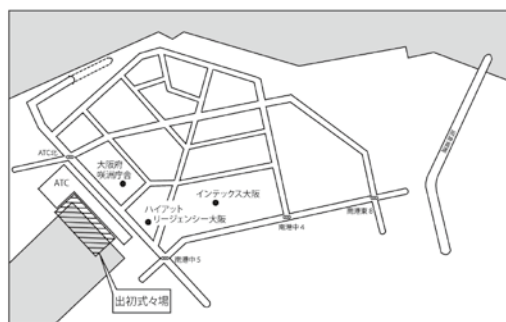 ATC北
大阪府
咲洲庁舎
ATC
インテックス大阪
ハイアット
リージェンシー大阪
南港東8
南港中4
南港中5
出初式々場